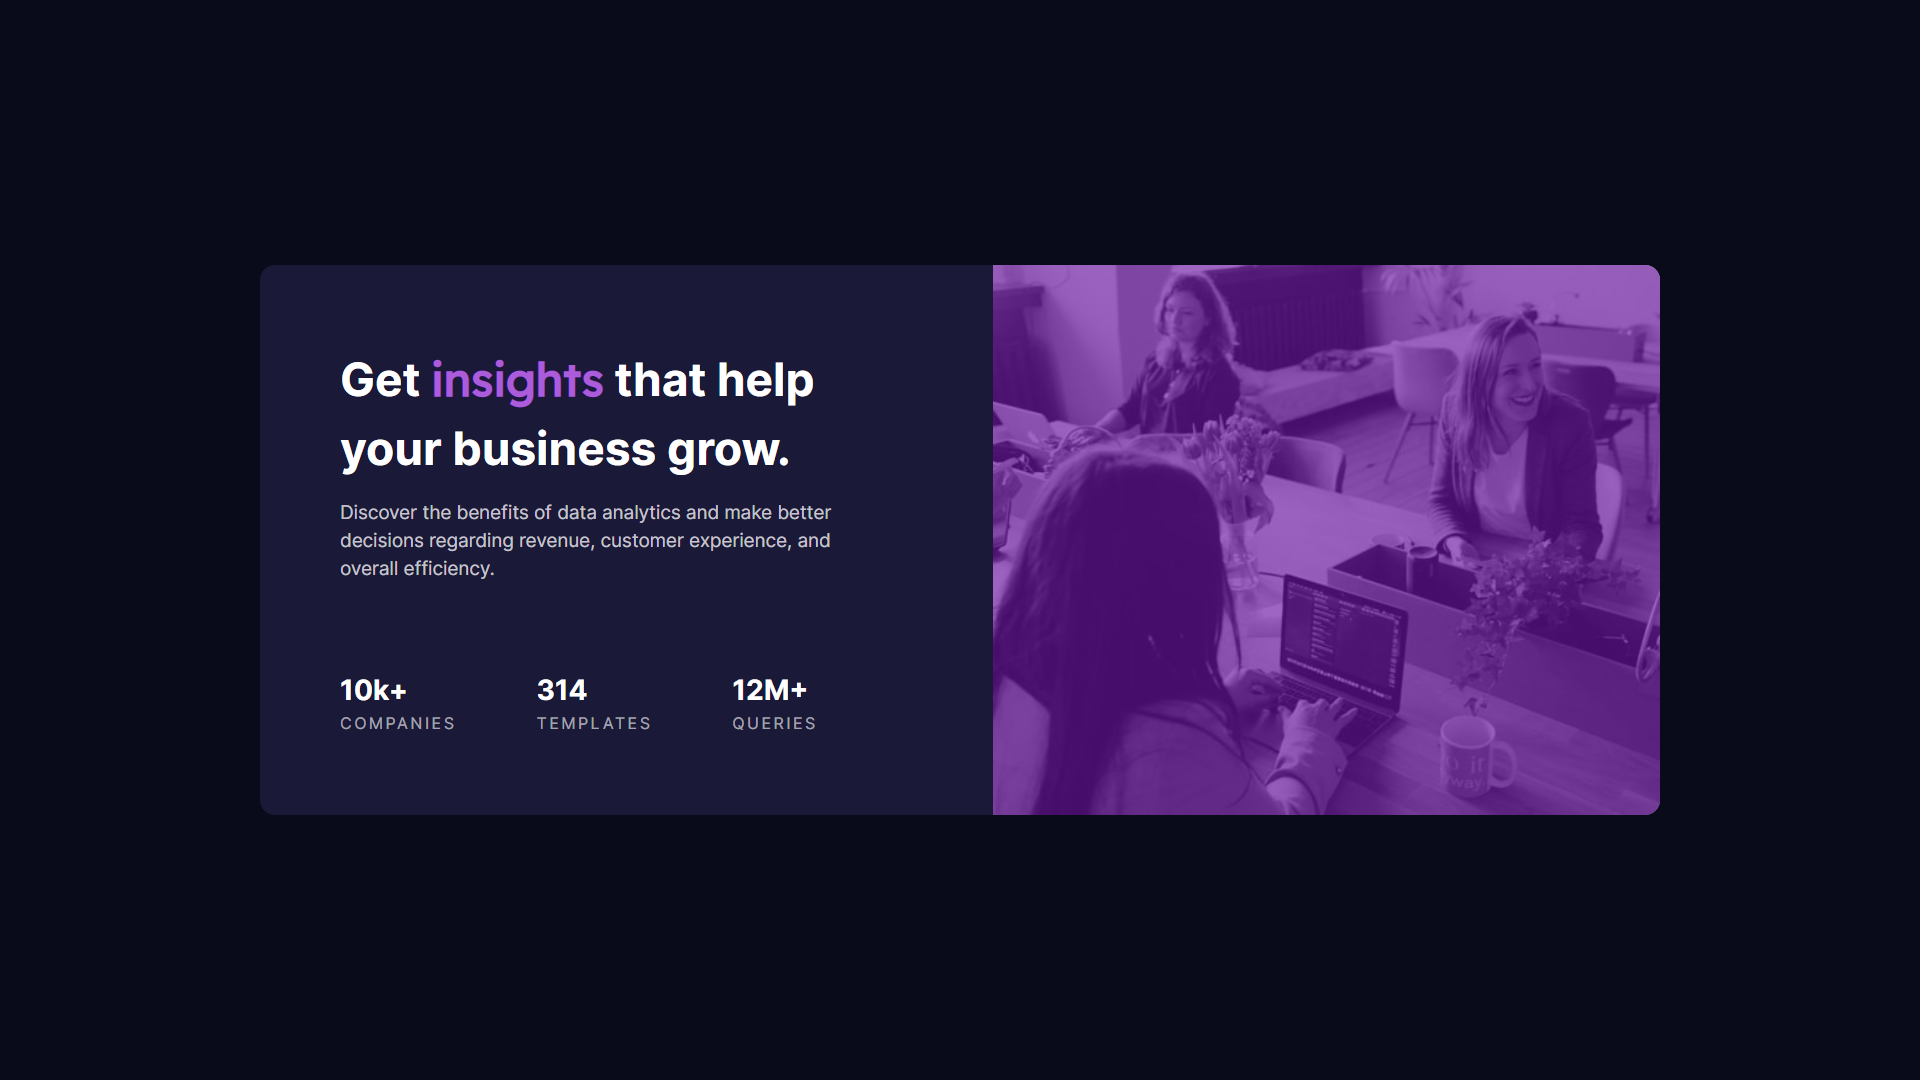 Get insights that help
your business grow.
Discover the benefits of data analytics and make better
decisions regarding revenue, customer experience, and
overall efficiency.
10k+ 314 12M+
COMPANIES TEMPLATES QUERIES